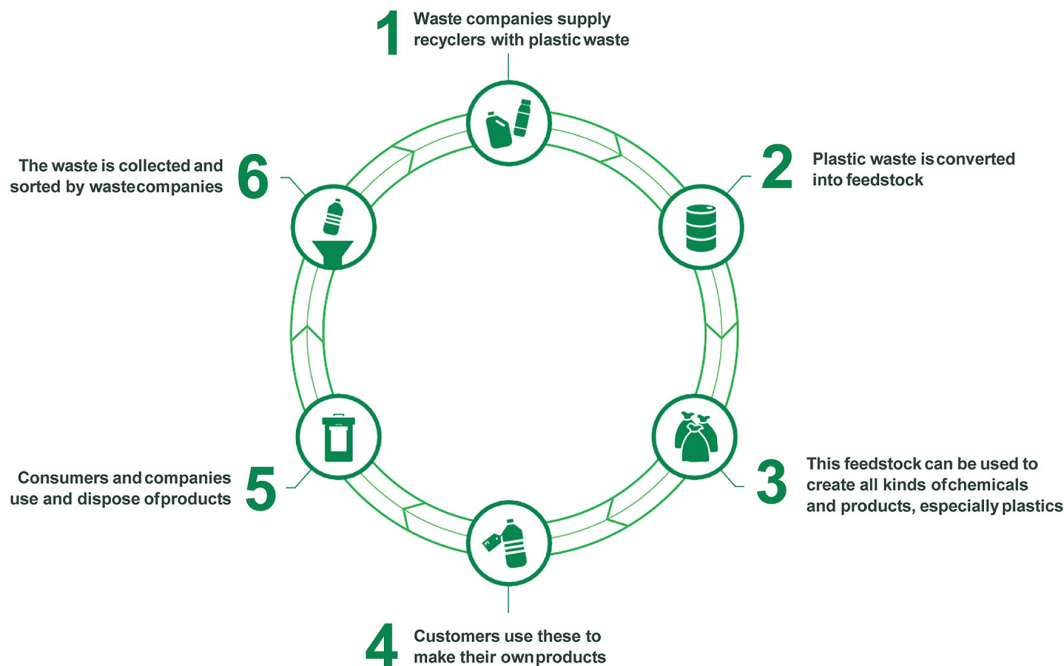 1
Waste companies supply
recyclers with plastic waste
2
Plastic waste is converted
into feedstock
3
This feedstock can be used to
create all kinds of chemicals
and products, especially plastics
4
Customers use these to
make their own products
5
Consumers and companies
use and dispose of products
6
The waste is collected and
sorted by waste companies